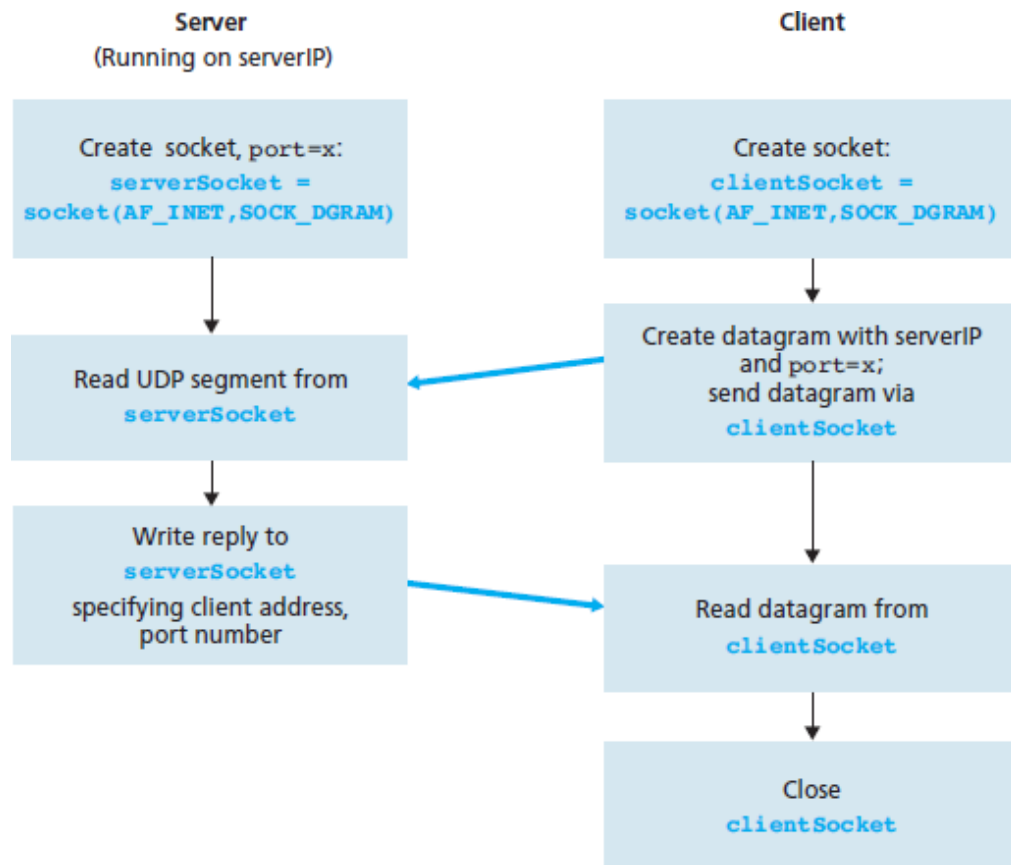 Server
(Running on serverIP)
Create socket, port=x:
serverSocket =
socket(AF_INET,SOCK_DGRAM)
Read UDP segment from
serverSocket
Write reply to
serverSocket
specifying client address,
port number
Client
Create socket:
clientSocket =
socket(AF_INET,SOCK_DGRAM)
Create datagram with serverIP
and port=x;
send datagram via
clientSocket
Read datagram from
clientSocket
Close
clientSocket